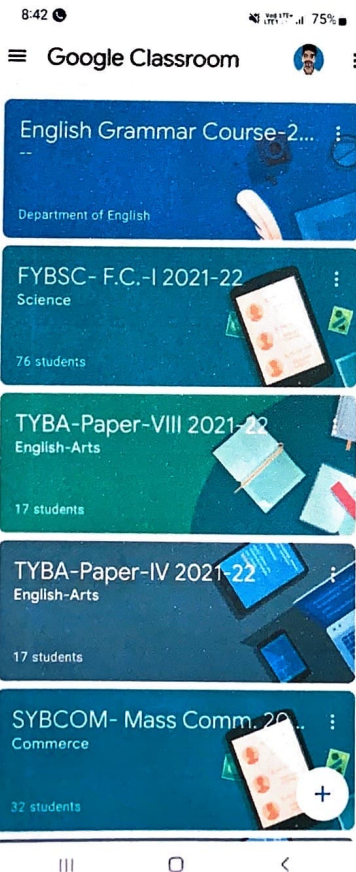 8:42
75%
Google Classroom
English Grammar Course-2...
--
Department of English
FYBSC- F.C.-I 2021-22
Science
76 students
TYBA-Paper-VIII 2021-22
English-Arts
17 students
TYBA-Paper-IV 2021-22
English-Arts
17 students
SYBCOM- Mass Comm. 20...
Commerce
32 students